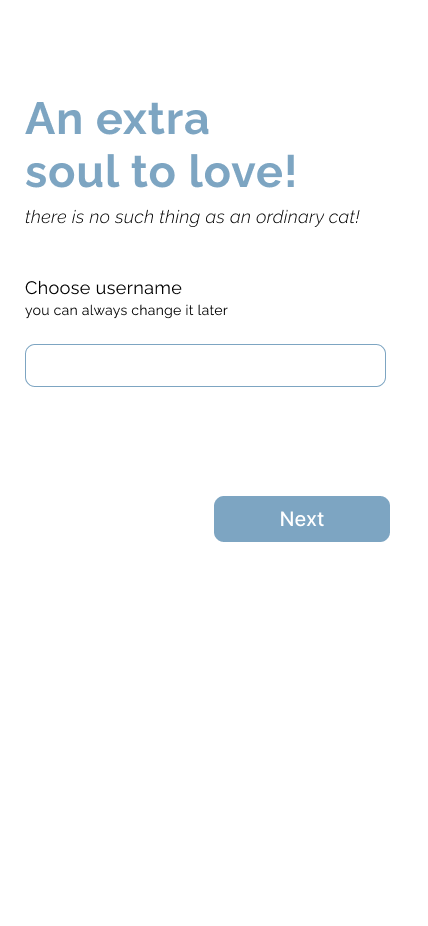 An extra
soul to love!
there is no such thing as an ordinary cat!
Choose username
you can always change it later
Next